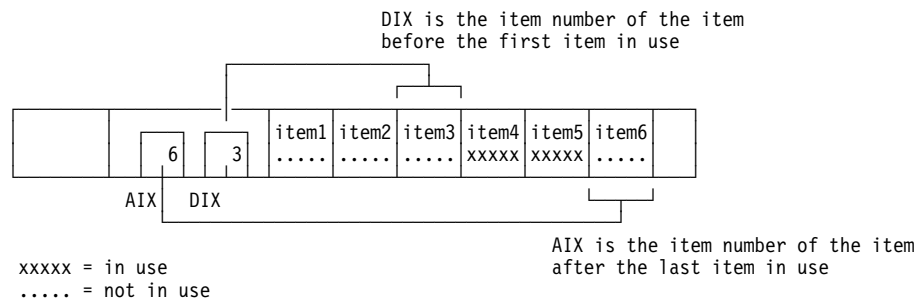 DIX is the item number of the item
before the first item in use
item1 item2 item3 item4 item5 item6
6 3 ..... ..... ..... xxxxx xxxxx .....
AIX DIX
AIX is the item number of the item
after the last item in use
xxxxx = in use
..... = not in use